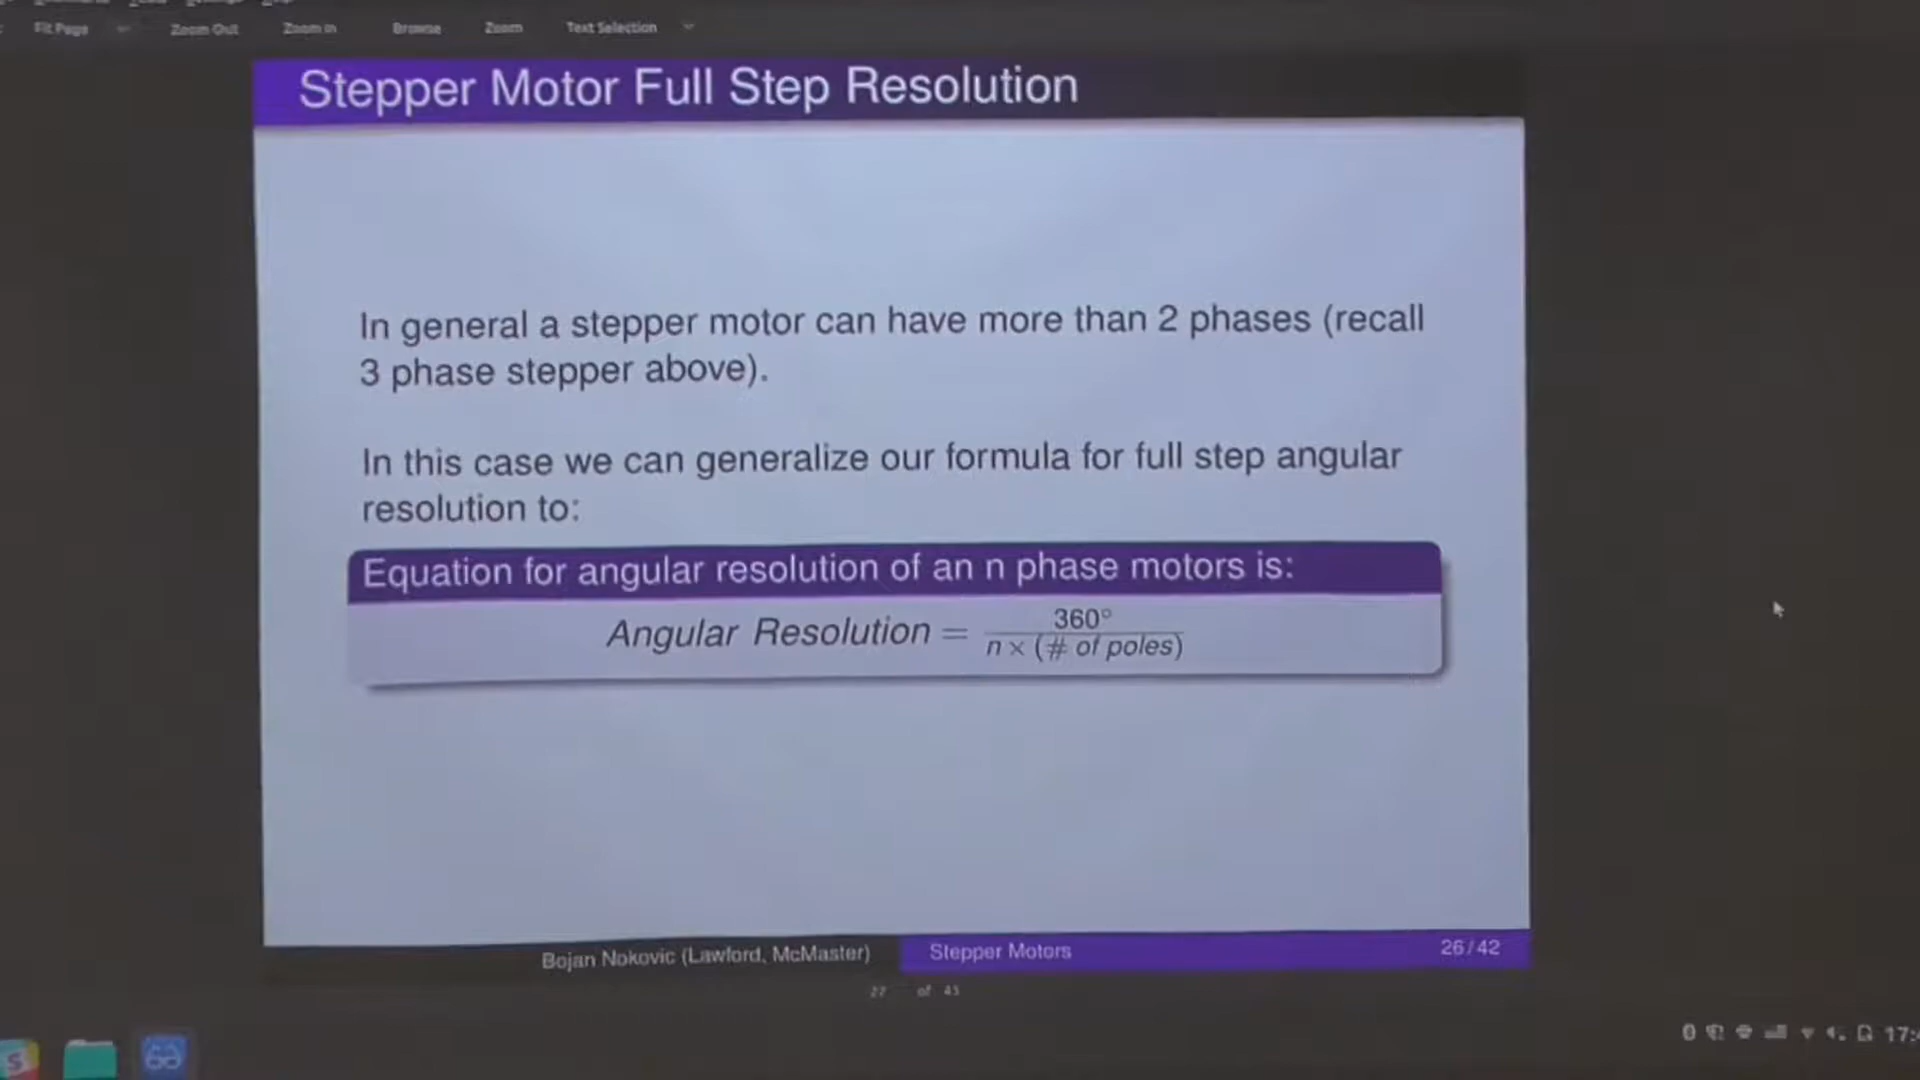 Fit Page Zoom Out Zoom In Browse Zoom Text Selection
Stepper Motor Full Step Resolution
In general a stepper motor can have more than 2 phases (recall
3 phase stepper above).
In this case we can generalize our formula for full step angular
resolution to:
Equation for angular resolution of an n phase motors is:
Angular Resolution = 360° / n × (# of poles)
Bojan Nokovic (Lawford, McMaster) Stepper Motors 26/42
27 of 43